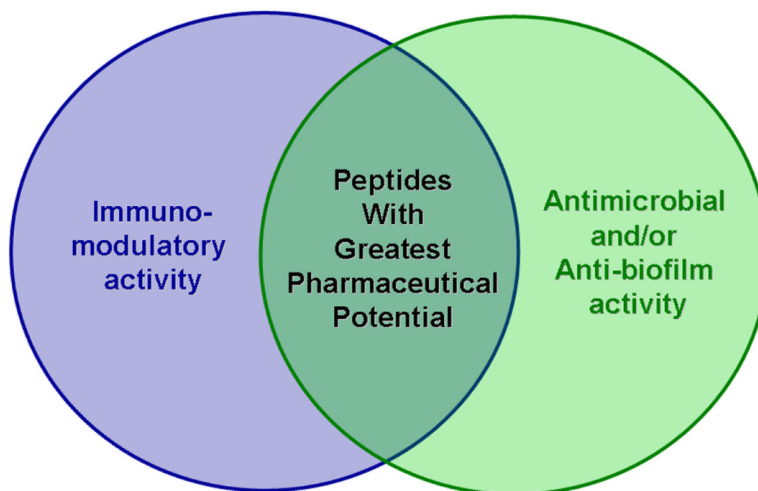 Immuno-
modulatory
activity
Peptides
With
Greatest
Pharmaceutical
Potential
Antimicrobial
and/or
Anti-biofilm
activity